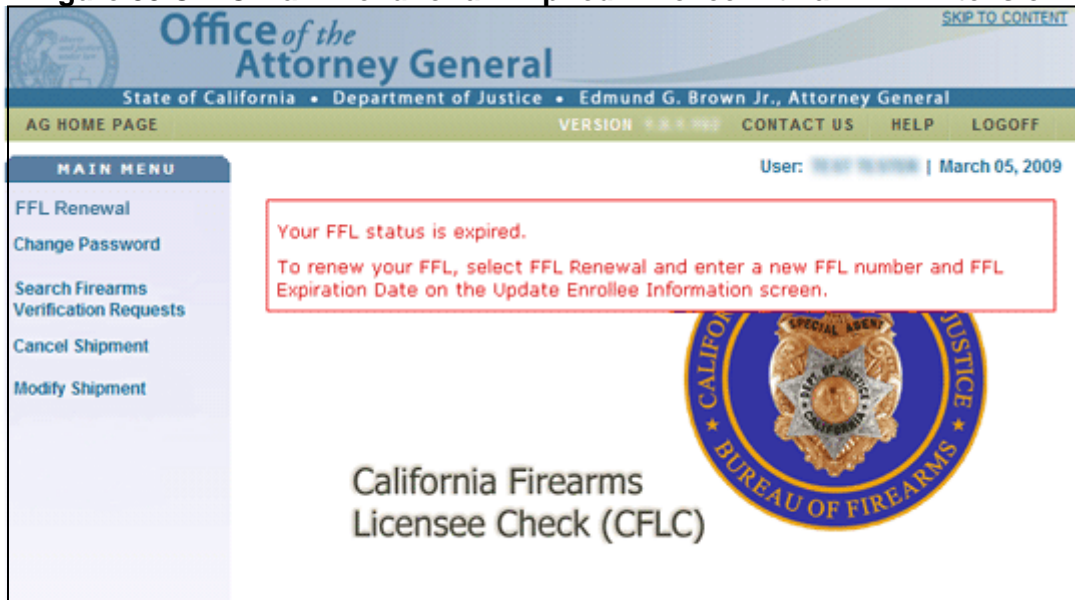 SKIP TO CONTENT
Office of the
Attorney General
State of California • Department of Justice • Edmund G. Brown Jr., Attorney General
AG HOME PAGE VERSION CONTACT US HELP LOGOFF
MAIN MENU
User: | March 05, 2009
FFL Renewal
Change Password
Search Firearms
Verification Requests
Cancel Shipment
Modify Shipment
Your FFL status is expired.
To renew your FFL, select FFL Renewal and enter a new FFL number and FFL
Expiration Date on the Update Enrollee Information screen.
SPECIAL AGENT
DEPT. OF JUSTICE
CALIFORNIA
CALIFOR JUSTICE
★ BUREAU OF FIREARMS ★
California Firearms
Licensee Check (CFLC)